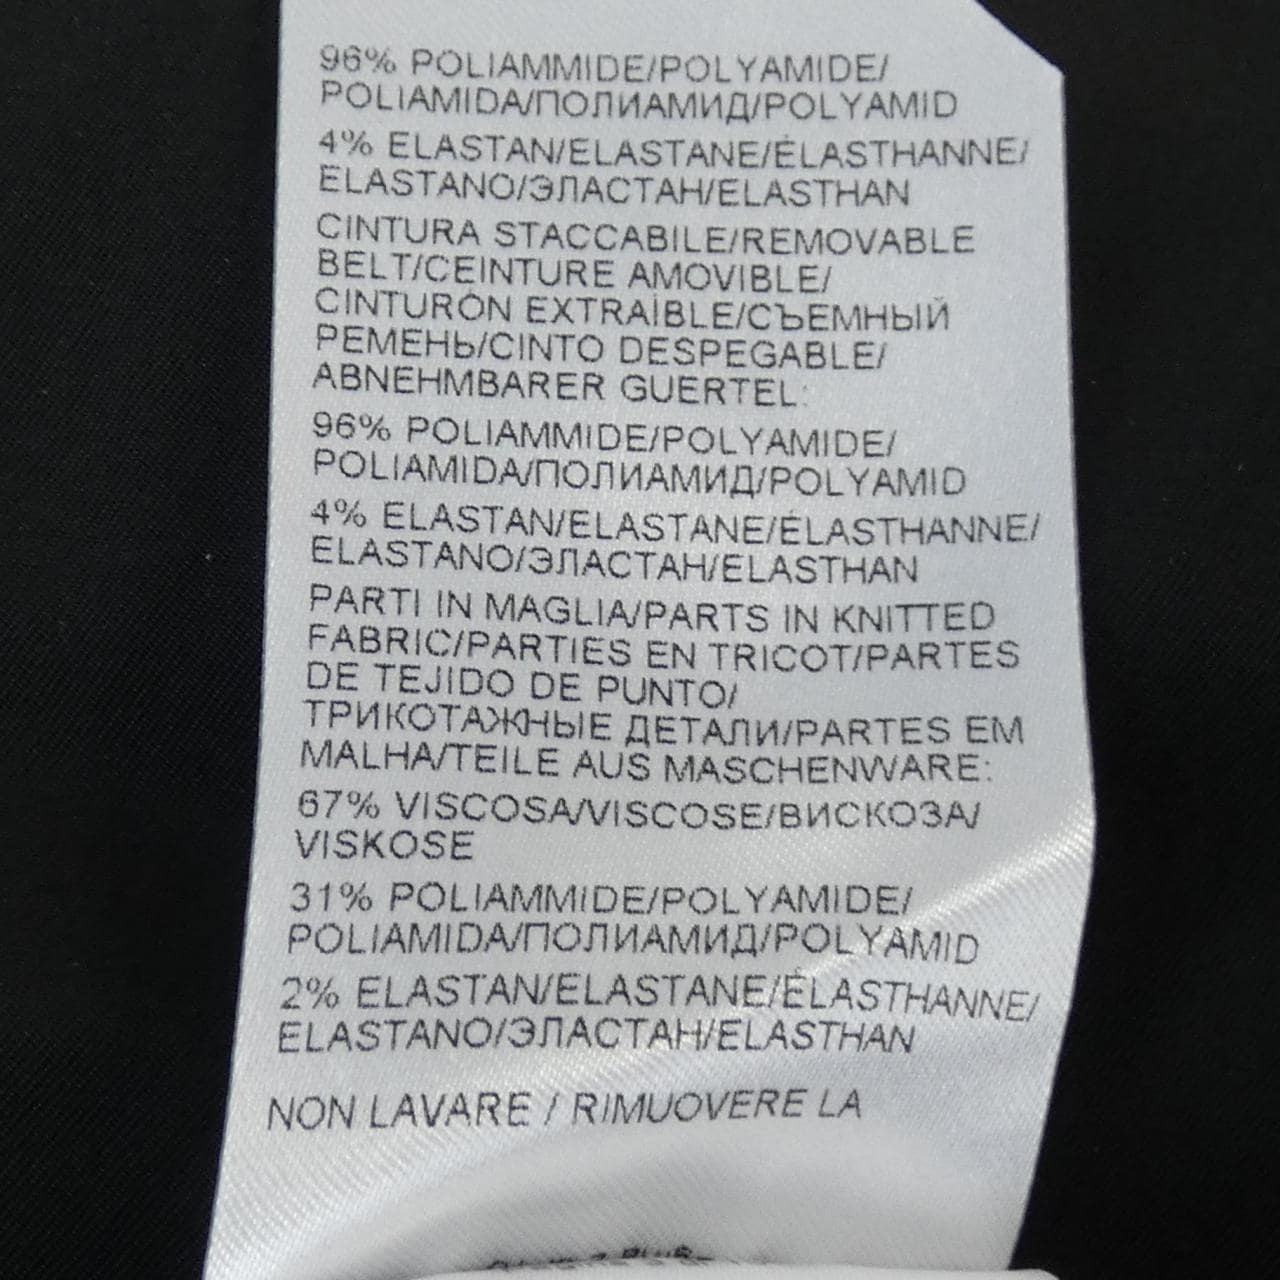 96% POLIAMMIDE/POLYAMIDE/
POLIAMIDA/ПОЛИАМИД/POLYAMID
4% ELASTAN/ELASTANE/ÉLASTHANNE/
ELASTANO/ЭЛАСТАН/ELASTHAN
CINTURA STACCABILE/REMOVABLE
BELT/CEINTURE AMOVIBLE/
CINTURÓN EXTRAÍBLE/СЪЕМНЫЙ
РЕМЕНЬ/CINTO DESPEGABLE/
ABNEHMBARER GUERTEL:
96% POLIAMMIDE/POLYAMIDE/
POLIAMIDA/ПОЛИАМИД/POLYAMID
4% ELASTAN/ELASTANE/ÉLASTHANNE/
ELASTANO/ЭЛАСТАН/ELASTHAN
PARTI IN MAGLIA/PARTS IN KNITTED
FABRIC/PARTIES EN TRICOT/PARTES
DE TEJIDO DE PUNTO/
ТРИКОТАЖНЫЕ ДЕТАЛИ/PARTES EM
MALHA/TEILE AUS MASCHENWARE:
67% VISCOSA/VISCOSE/ВИСКОЗА/
VISKOSE
31% POLIAMMIDE/POLYAMIDE/
POLIAMIDA/ПОЛИАМИД/POLYAMID
2% ELASTAN/ELASTANE/ÉLASTHANNE/
ELASTANO/ЭЛАСТАН/ELASTHAN
NON LAVARE / RIMUOVERE LA